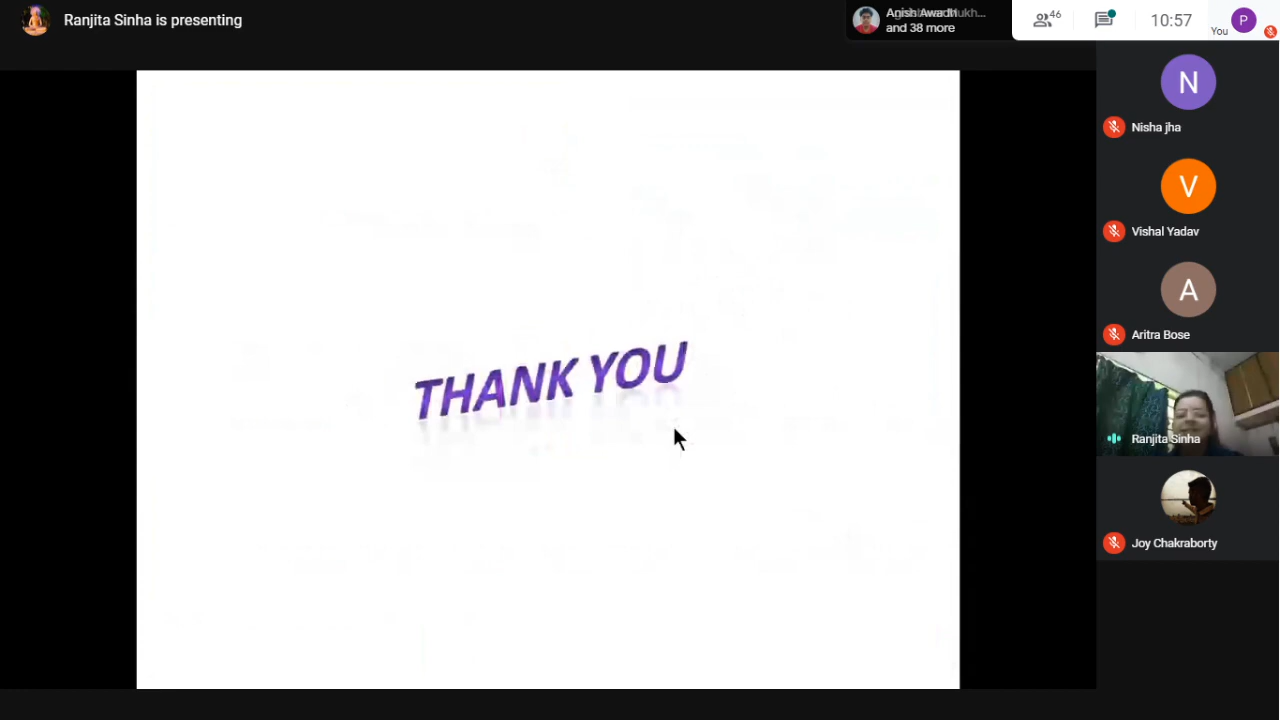 Ranjita Sinha is presenting
and 38 more
46
10:57
You
P
N
Nisha jha
V
Vishal Yadav
A
Aritra Bose
THANK YOU
Ranjita Sinha
Joy Chakraborty